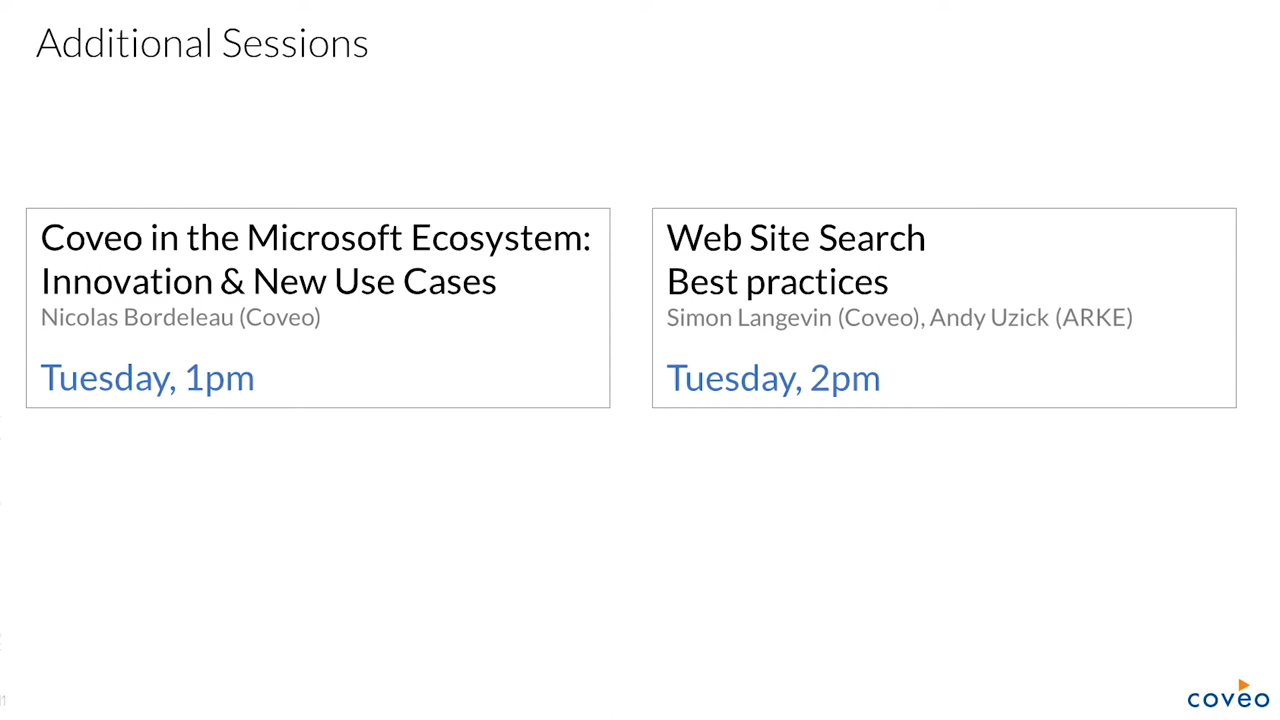 Additional Sessions
Coveo in the Microsoft Ecosystem:
Innovation & New Use Cases
Nicolas Bordeleau (Coveo)
Tuesday, 1pm
Web Site Search
Best practices
Simon Langevin (Coveo), Andy Uzick (ARKE)
Tuesday, 2pm
coveo